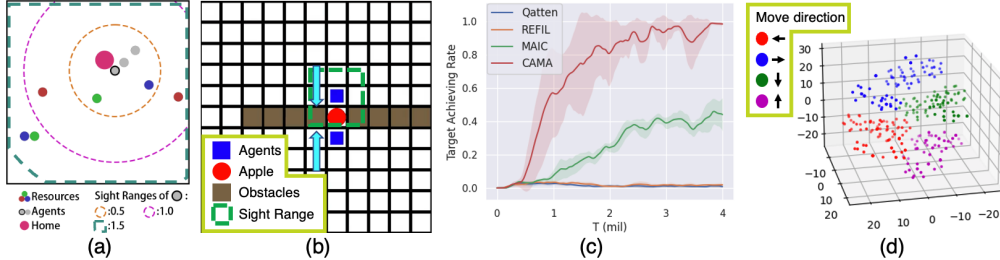 Resources
Agents
Home
Sight Ranges of :
:0.5
:1.0
:1.5
(a)
Agents
Apple
Obstacles
Sight Range
(b)
Target Achieving Rate
1.0
0.8
0.6
0.4
0.2
0.0
Qatten
REFIL
MAIC
CAMA
0
1
2
3
4
T (mil)
(c)
Move direction
30
20
10
0
-10
-20
-20
-10
0
10
20
20
10
0
-10
-20
(d)